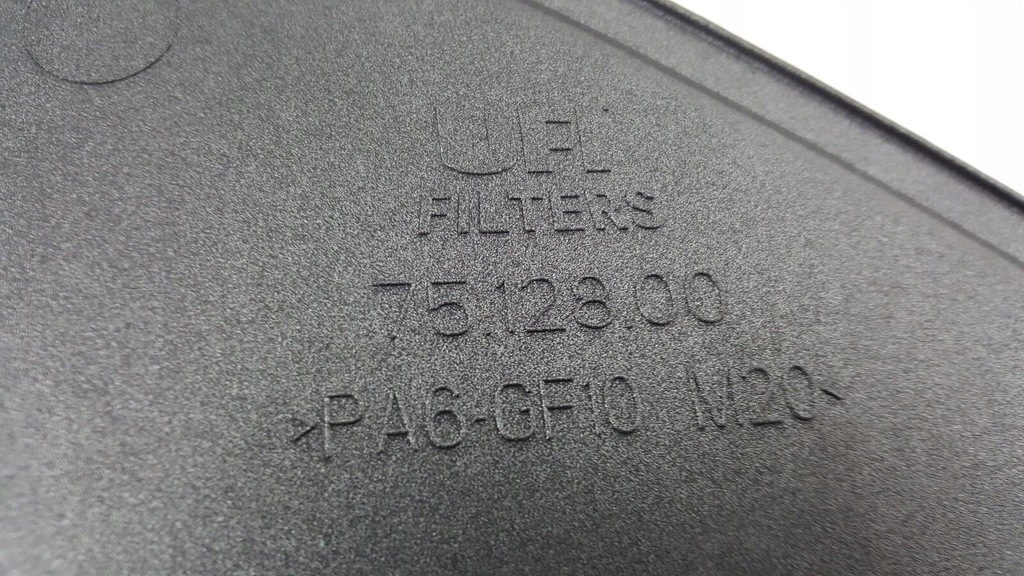 UFI
FILTERS
75.128.00
>PA6-GF10 M20<